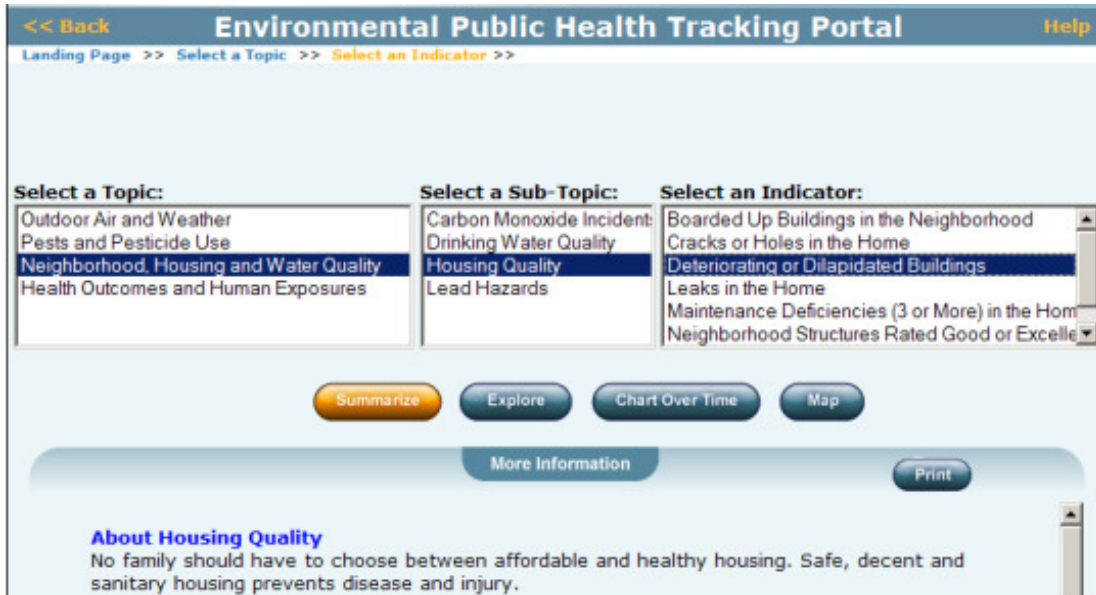 << Back Environmental Public Health Tracking Portal Help
Landing Page >> Select a Topic >> Select an Indicator >>
Select a Topic:
Outdoor Air and Weather
Pests and Pesticide Use
Neighborhood, Housing and Water Quality
Health Outcomes and Human Exposures
Select a Sub-Topic:
Carbon Monoxide Incident
Drinking Water Quality
Housing Quality
Lead Hazards
Select an Indicator:
Boarded Up Buildings in the Neighborhood
Cracks or Holes in the Home
Deteriorating or Dilapidated Buildings
Leaks in the Home
Maintenance Deficiencies (3 or More) in the Hom
Neighborhood Structures Rated Good or Excelle
Summarize Explore Chart Over Time Map
More Information
Print
About Housing Quality
No family should have to choose between affordable and healthy housing. Safe, decent and
sanitary housing prevents disease and injury.